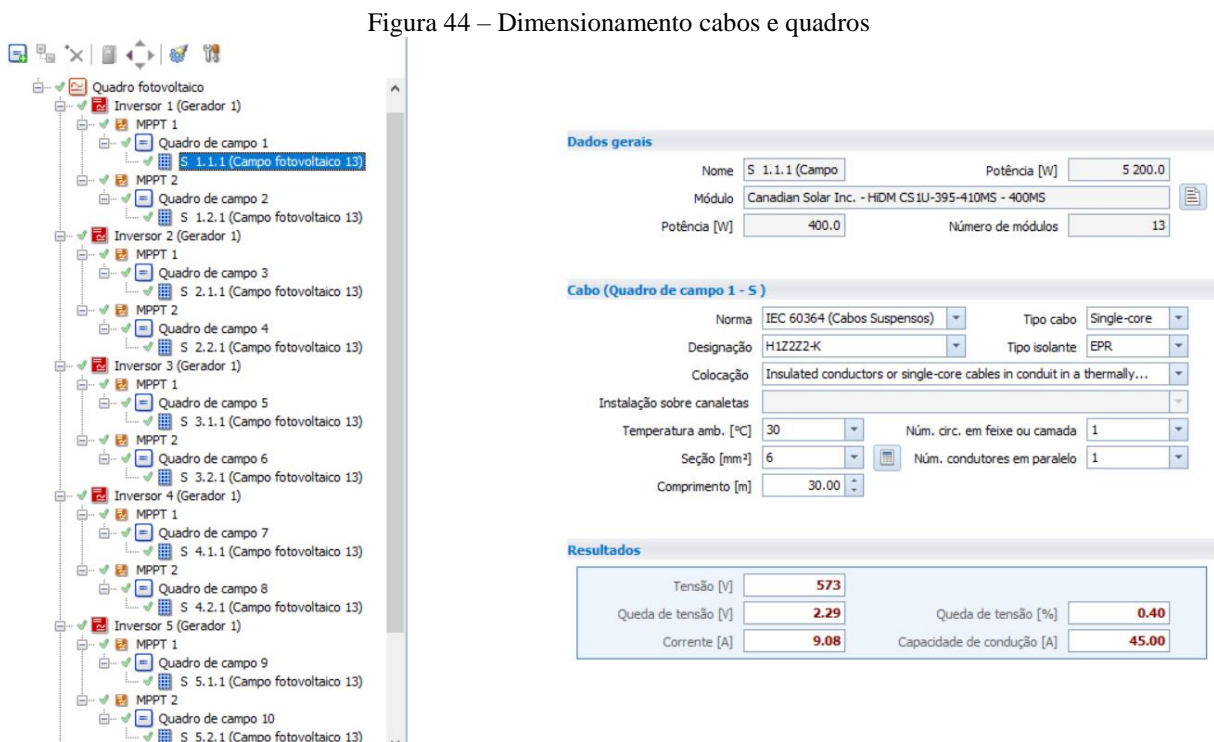 Figura 44 – Dimensionamento cabos e quadros
Quadro fotovoltaico
Inversor 1 (Gerador 1)
MPPT 1
Quadro de campo 1
S 1.1.1 (Campo fotovoltaico 13)
MPPT 2
Quadro de campo 2
S 1.2.1 (Campo fotovoltaico 13)
Inversor 2 (Gerador 1)
MPPT 1
Quadro de campo 3
S 2.1.1 (Campo fotovoltaico 13)
MPPT 2
Quadro de campo 4
S 2.2.1 (Campo fotovoltaico 13)
Inversor 3 (Gerador 1)
MPPT 1
Quadro de campo 5
S 3.1.1 (Campo fotovoltaico 13)
MPPT 2
Quadro de campo 6
S 3.2.1 (Campo fotovoltaico 13)
Inversor 4 (Gerador 1)
MPPT 1
Quadro de campo 7
S 4.1.1 (Campo fotovoltaico 13)
MPPT 2
Quadro de campo 8
S 4.2.1 (Campo fotovoltaico 13)
Inversor 5 (Gerador 1)
MPPT 1
Quadro de campo 9
S 5.1.1 (Campo fotovoltaico 13)
MPPT 2
Quadro de campo 10
S 5.2.1 (Campo fotovoltaico 13)
Dados gerais
Nome S 1.1.1 (Campo Potência [W] 5 200.0
Módulo Canadian Solar Inc. - HiDM CS1U-395-410MS - 400MS
Potência [W] 400.0 Número de módulos 13
Cabo (Quadro de campo 1 - S )
Norma IEC 60364 (Cabos Suspensos) Tipo cabo Single-core
Designação H1Z2Z2-K Tipo isolante EPR
Colocação Insulated conductors or single-core cables in conduit in a thermally...
Instalação sobre canaletas
Temperatura amb. [ºC] 30 Núm. circ. em feixe ou camada 1
Seção [mm²] 6 Núm. condutores em paralelo 1
Comprimento [m] 30.00
Resultados
Tensão [V] 573
Queda de tensão [V] 2.29 Queda de tensão [%] 0.40
Corrente [A] 9.08 Capacidade de condução [A] 45.00